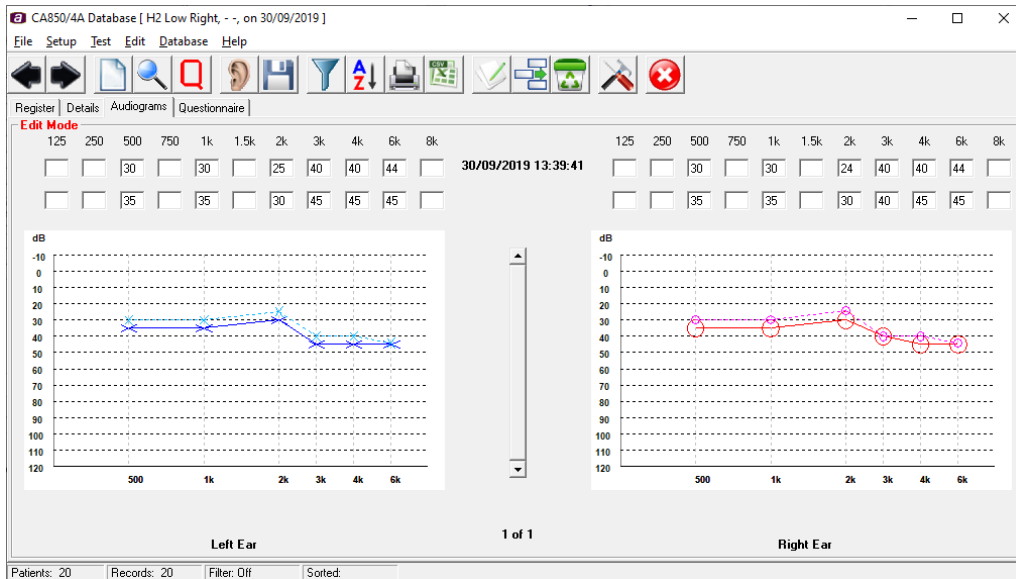 CA850/4A Database [ H2 Low Right, - -, on 30/09/2019 ]
File Setup Test Edit Database Help
Q A Z CSV
Register Details Audiograms Questionnaire
Edit Mode
125 250 500 750 1k 1.5k 2k 3k 4k 6k 8k
30 30 25 40 40 44
35 35 30 45 45 45
30/09/2019 13:39:41
125 250 500 750 1k 1.5k 2k 3k 4k 6k 8k
30 30 24 40 40 44
35 35 30 40 45 45
dB
-10
0
10
20
30
40
50
60
70
80
90
100
110
120
500 1k 2k 3k 4k 6k
Left Ear
1 of 1
dB
-10
0
10
20
30
40
50
60
70
80
90
100
110
120
500 1k 2k 3k 4k 6k
Right Ear
Patients: 20 Records: 20 Filter: Off Sorted: